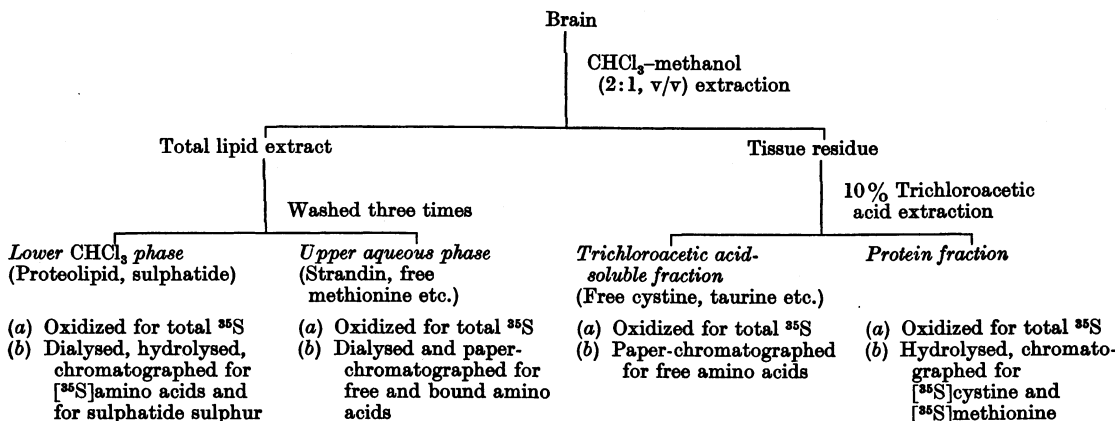 Brain
CHCl₃–methanol
(2:1, v/v) extraction
Total lipid extract
Tissue residue
Washed three times
10% Trichloroacetic
acid extraction
Lower CHCl₃ phase
(Proteolipid, sulphatide)
(a) Oxidized for total ³⁵S
(b) Dialysed, hydrolysed,
chromatographed for
[³⁵S]amino acids and
for sulphatide sulphur
Upper aqueous phase
(Strandin, free
methionine etc.)
(a) Oxidized for total ³⁵S
(b) Dialysed and paper-
chromatographed for
free and bound amino
acids
Trichloroacetic acid-
soluble fraction
(Free cystine, taurine etc.)
(a) Oxidized for total ³⁵S
(b) Paper-chromatographed
for free amino acids
Protein fraction
(a) Oxidized for total ³⁵S
(b) Hydrolysed, chromato-
graphed for
[³⁵S]cystine and
[³⁵S]methionine